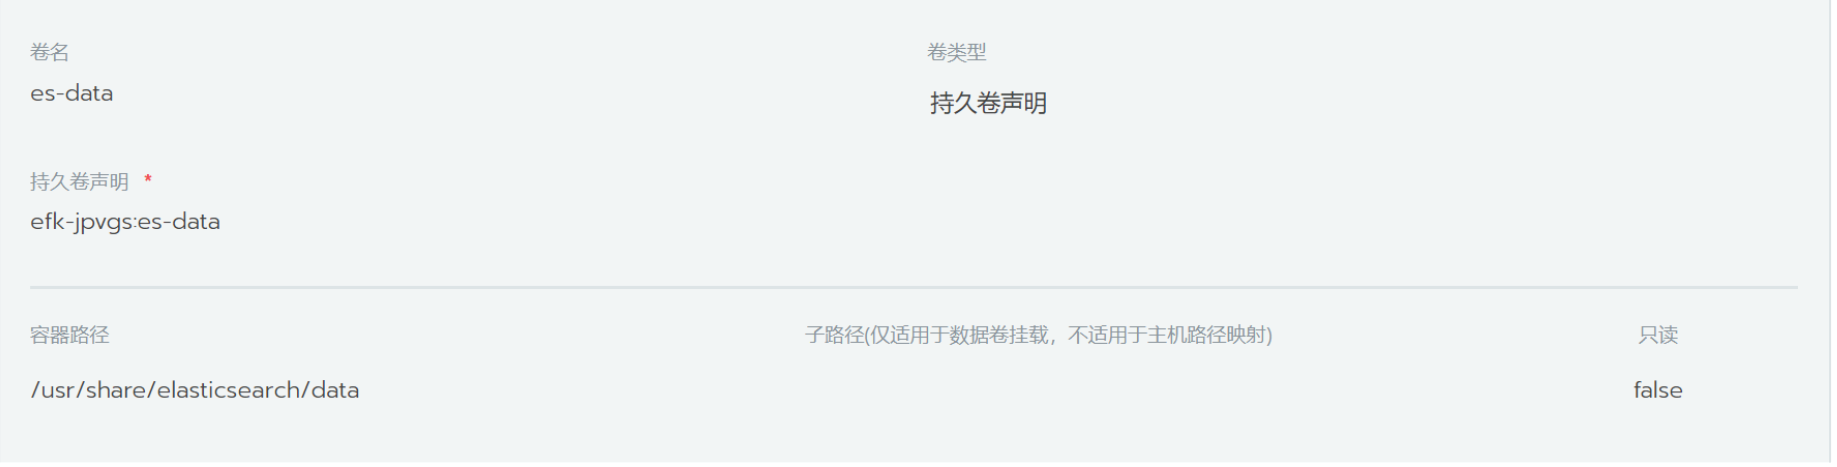 卷名
卷类型
es-data
持久卷声明
持久卷声明 *
efk-jpvgs:es-data
容器路径
子路径(仅适用于数据卷挂载，不适用于主机路径映射)
只读
/usr/share/elasticsearch/data
false